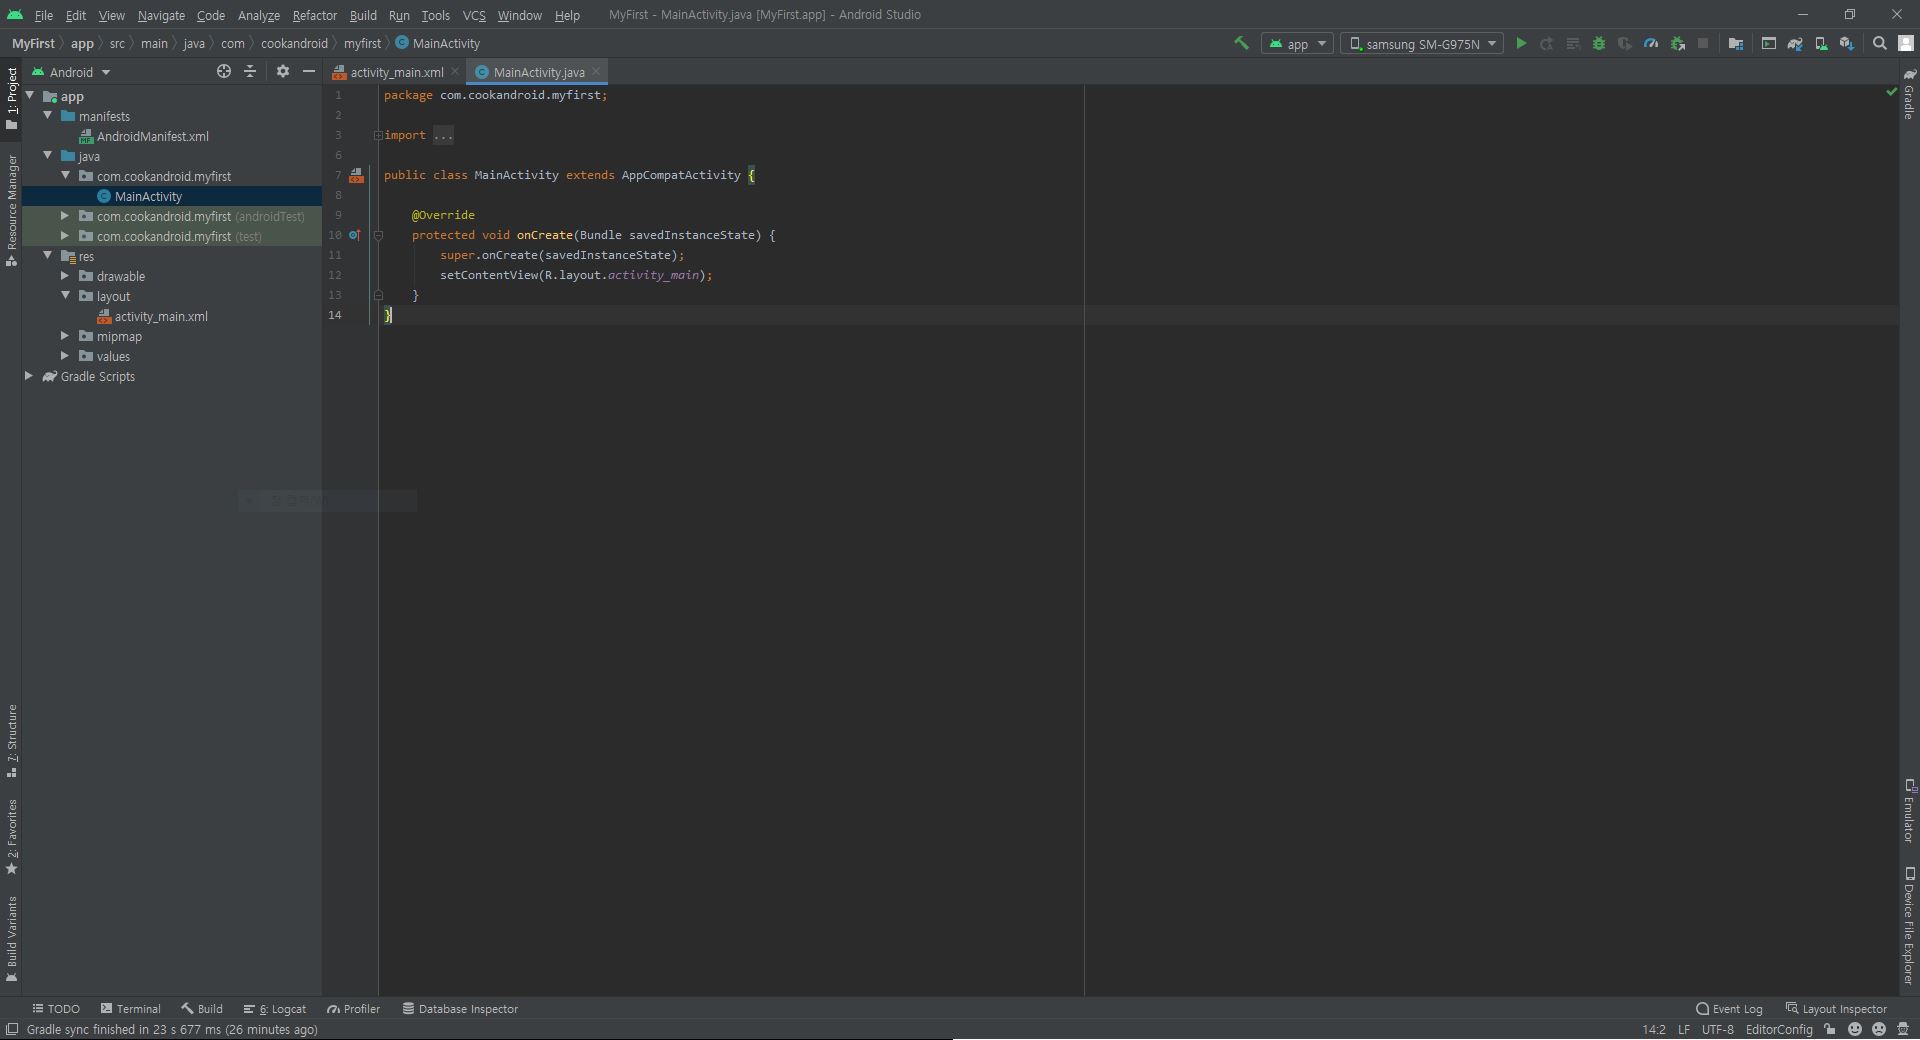 File Edit View Navigate Code Analyze Refactor Build Run Tools VCS Window Help MyFirst - MainActivity.java [MyFirst.app] - Android Studio
MyFirst app src main java com cookandroid myfirst MainActivity app samsung SM-G975N
Android
activity_main.xml MainActivity.java
app
manifests
AndroidManifest.xml
java
com.cookandroid.myfirst
MainActivity
com.cookandroid.myfirst (androidTest)
com.cookandroid.myfirst (test)
res
drawable
layout
activity_main.xml
mipmap
values
Gradle Scripts
1 package com.cookandroid.myfirst;
2
3 import ...
6
7 public class MainActivity extends AppCompatActivity {
8
9 @Override
10 protected void onCreate(Bundle savedInstanceState) {
11 super.onCreate(savedInstanceState);
12 setContentView(R.layout.activity_main);
13 }
14 }
1: Project
Resource Manager
7: Structure
2: Favorites
Build Variants
Gradle
Emulator
Device File Explorer
TODO Terminal Build 6: Logcat Profiler Database Inspector Event Log Layout Inspector
Gradle sync finished in 23 s 677 ms (26 minutes ago) 14:2 LF UTF-8 EditorConfig